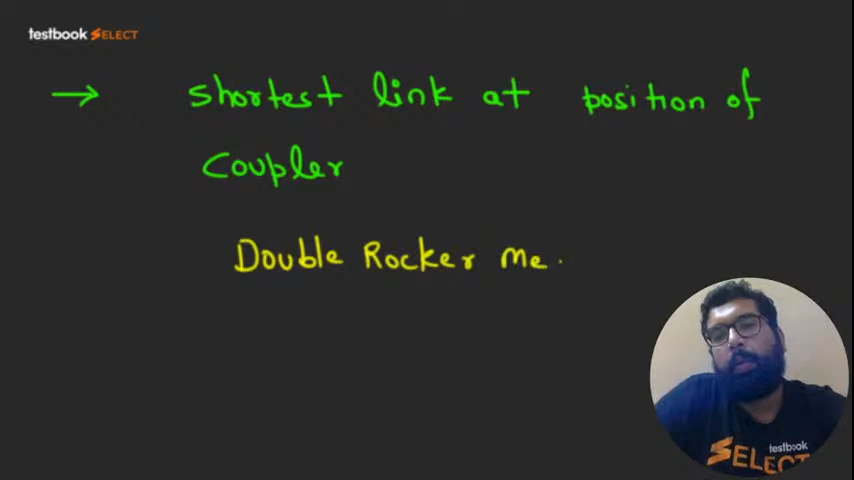 testbook SELECT
→ shortest link at position of
Coupler
Double Rocker me.
testbook
SELECT